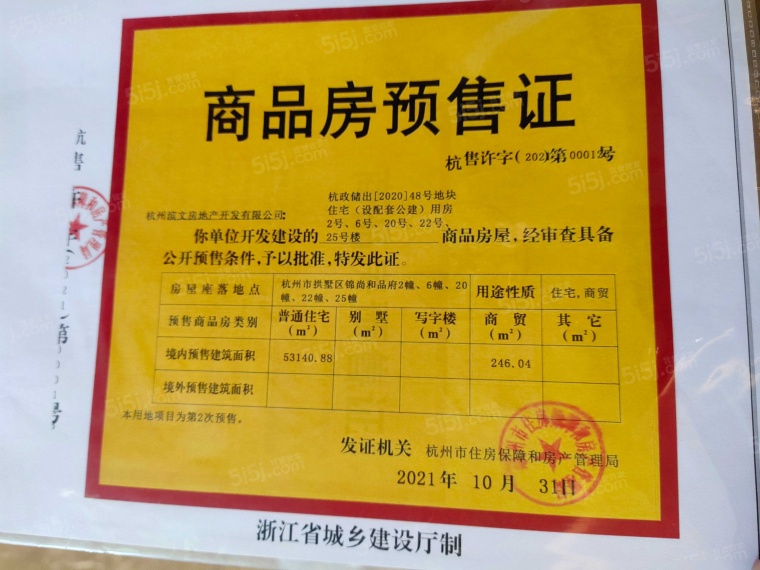 商品房预售证
杭售许字(202)第00012号
杭州滨文房地产开发有限公司:
杭政储出[2020]48号地块
住宅(设配套公建)用房
2号、6号、20号、22号、
你单位开发建设的 25号楼 商品房屋,经审查具备
公开预售条件,予以批准,特发此证。
房屋座落地点 杭州市拱墅区锦尚和品府2幢、6幢、20幢、22幢、25幢 用途性质 住宅,商贸
预售商品房类别 普通住宅(m²) 别墅(m²) 写字楼(m²) 商贸(m²) 其它(m²)
境内预售建筑面积 53140.88 246.04
境外预售建筑面积
本用地项目为第2次预售。
发证机关 杭州市住房保障和房产管理局
2021年 10月 31日
浙江省城乡建设厅制
杭售
第
号
5i5j.com